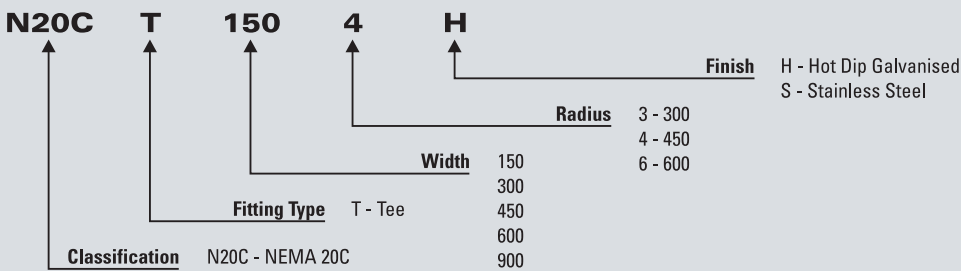 N20C T 150 4 H
Finish H - Hot Dip Galvanised
S - Stainless Steel
Radius 3 - 300
4 - 450
6 - 600
Width 150
300
450
600
900
Fitting Type T - Tee
Classification N20C - NEMA 20C